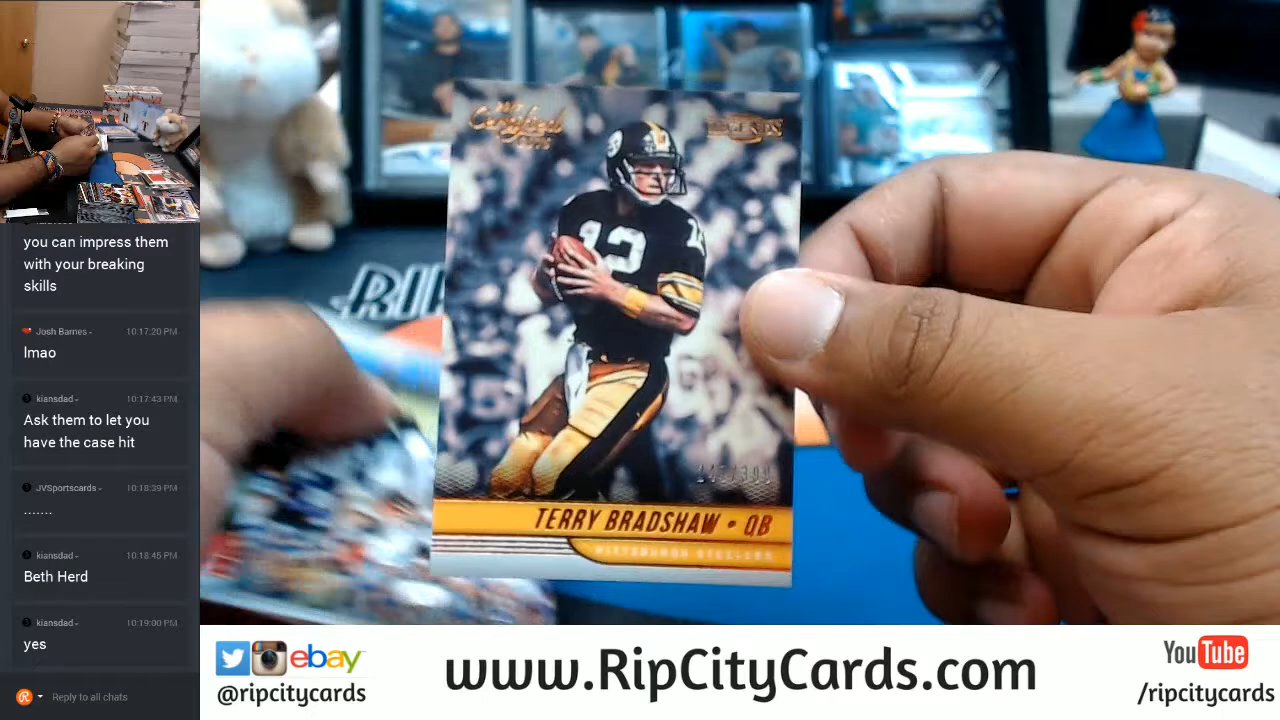 you can impress them
with your breaking
skills
Josh Barnes
10:17:20 PM
lmao
kiansdad
10:17:43 PM
Ask them to let you
have the case hit
JVSportscards
10:18:39 PM
.......
kiansdad
10:18:45 PM
Beth Herd
kiansdad
10:19:00 PM
yes
Reply to all chats
LEGENDS
12
TERRY BRADSHAW • QB
PITTSBURGH STEELERS
ebay
@ripcitycards
www.RipCityCards.com
YouTube
/ripcitycards